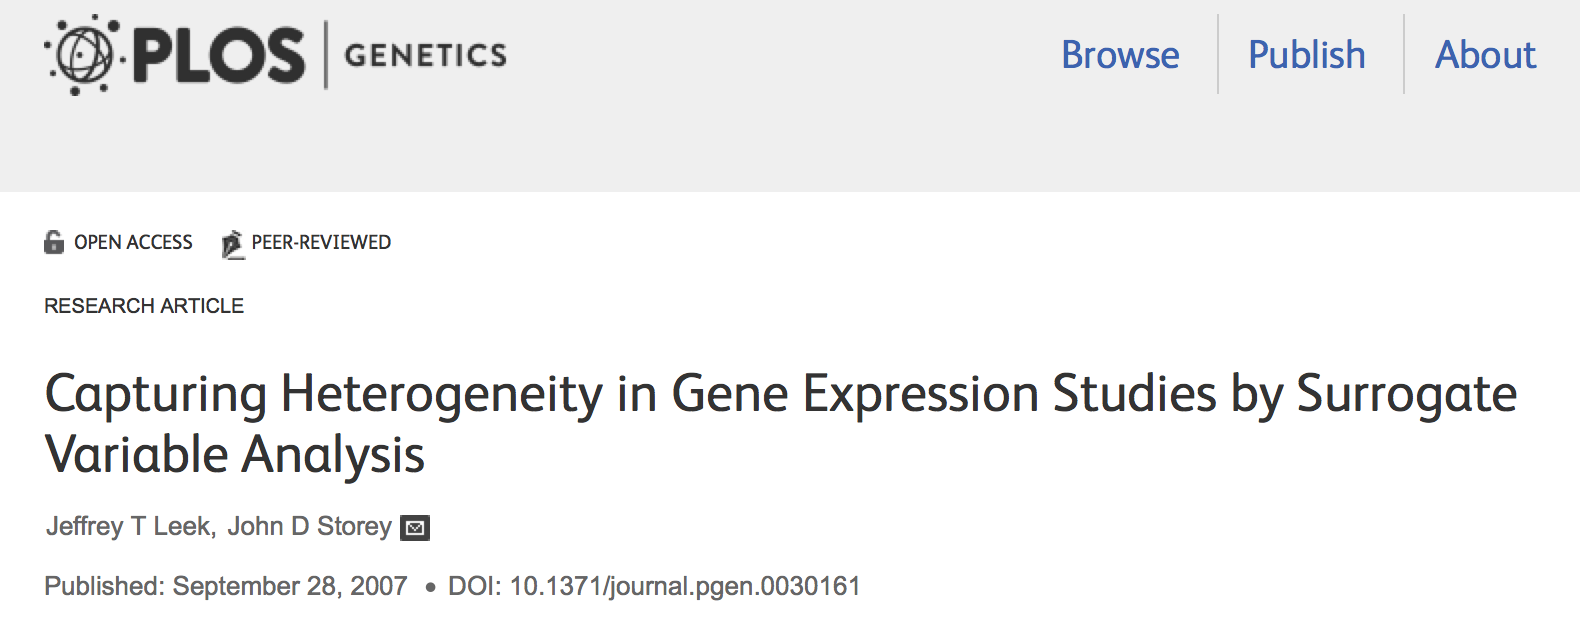 PLOS GENETICS
Browse Publish About
OPEN ACCESS PEER-REVIEWED
RESEARCH ARTICLE
Capturing Heterogeneity in Gene Expression Studies by Surrogate
Variable Analysis
Jeffrey T Leek, John D Storey
Published: September 28, 2007 • DOI: 10.1371/journal.pgen.0030161